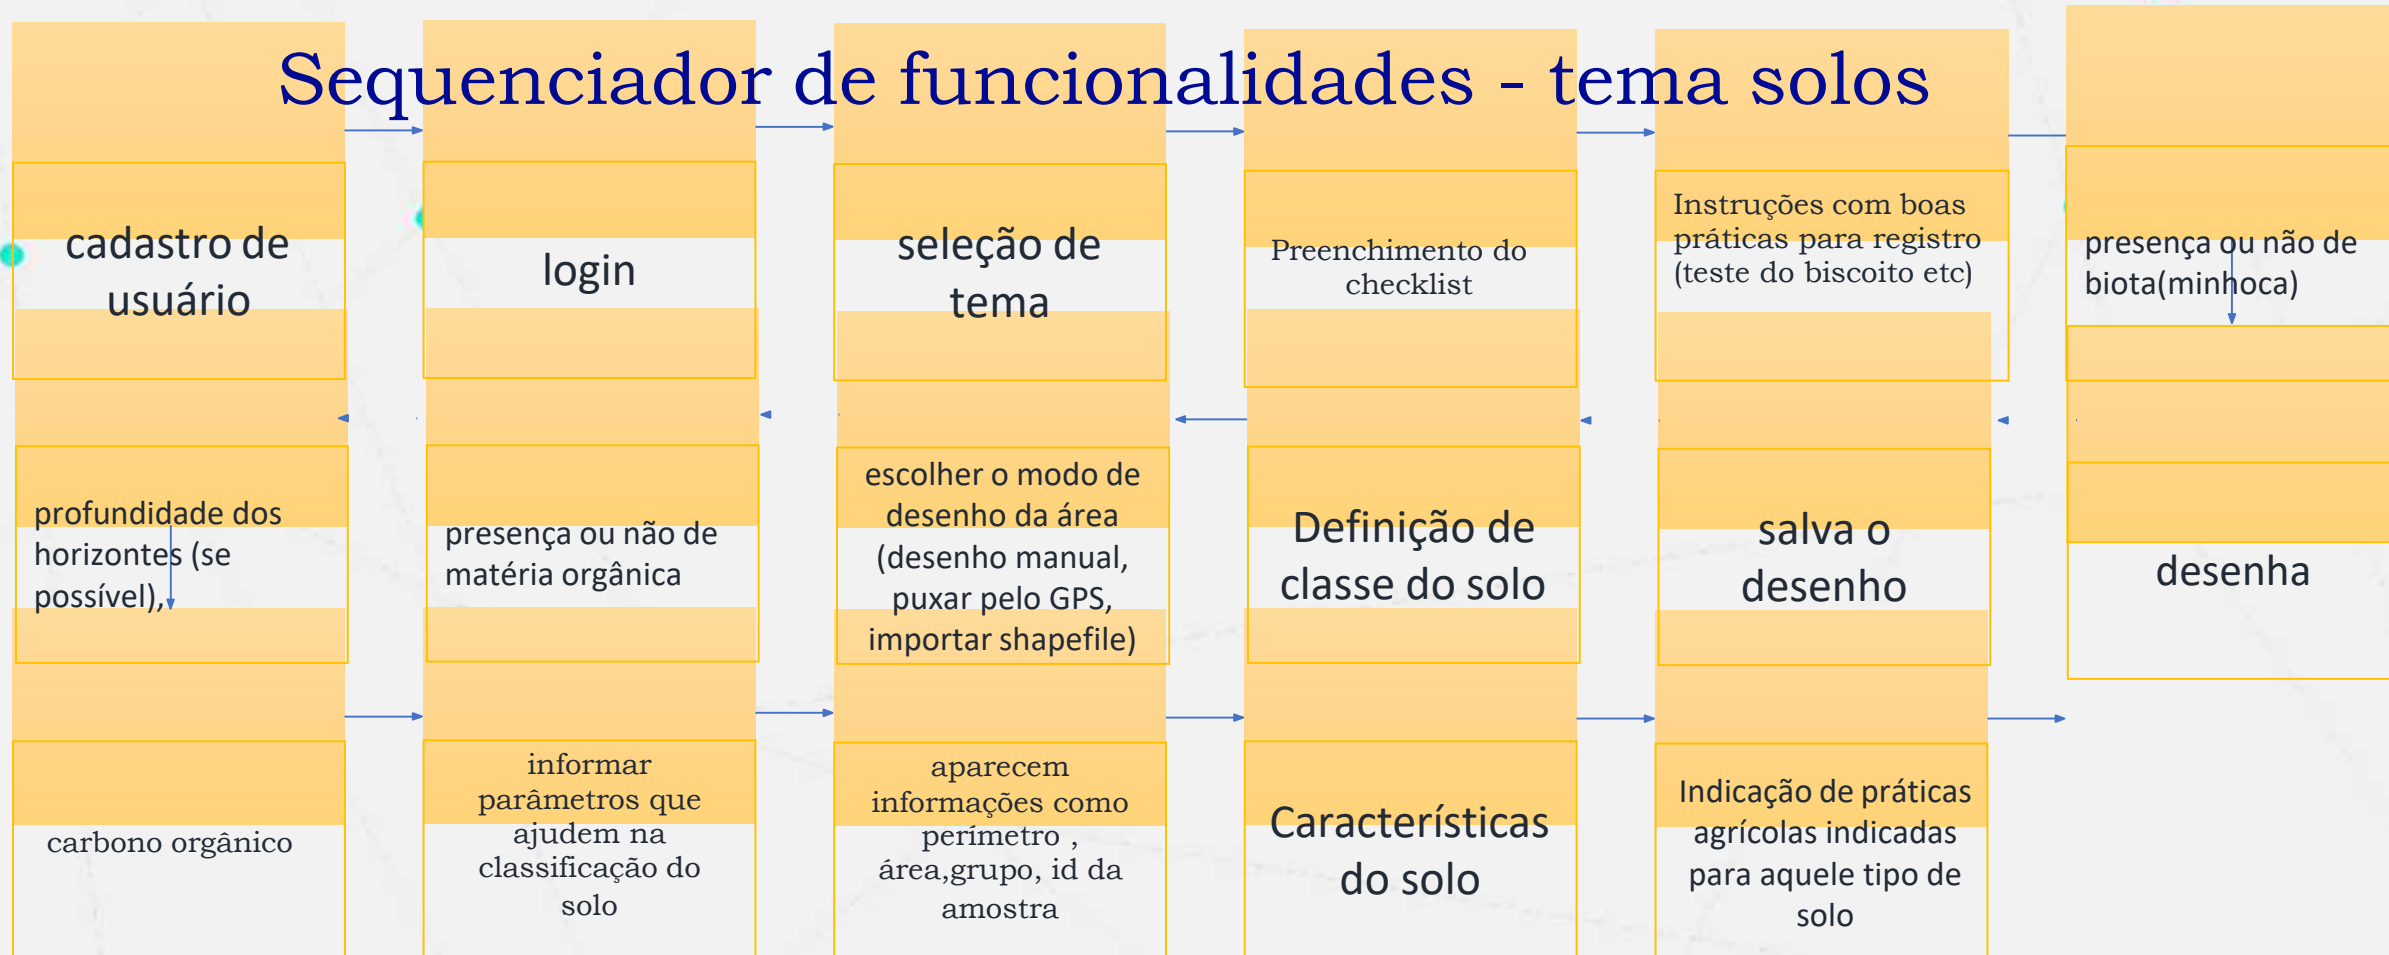 Sequenciador de funcionalidades - tema solos
cadastro de
usuário
login
seleção de
tema
Preenchimento do
checklist
Instruções com boas
práticas para registro
(teste do biscoito etc)
presença ou não de
biota(minhoca)
profundidade dos
horizontes (se
possível),
presença ou não de
matéria orgânica
escolher o modo de
desenho da área
(desenho manual,
puxar pelo GPS,
importar shapefile)
Definição de
classe do solo
salva o
desenho
desenha
carbono orgânico
informar
parâmetros que
ajudem na
classificação do
solo
aparecem
informações como
perímetro ,
área,grupo, id da
amostra
Características
do solo
Indicação de práticas
agrícolas indicadas
para aquele tipo de
solo